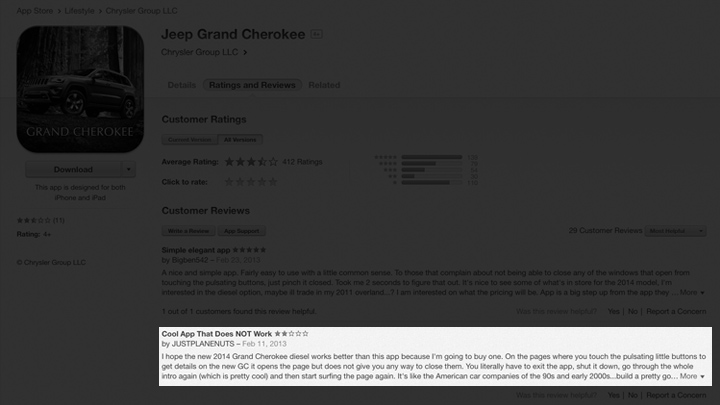 App Store > Lifestyle > Chrysler Group LLC
Jeep Grand Cherokee 4+
Chrysler Group LLC >
Details Ratings and Reviews Related
GRAND CHEROKEE
Download
This app is designed for both
iPhone and iPad
(11)
Rating: 4+
© Chrysler Group LLC
Customer Ratings
Current Version All Versions
Average Rating: 412 Ratings
Click to rate:
Customer Reviews
Write a Review App Support 29 Customer Reviews Most Helpful
Simple elegant app ★★★★★
by Bigben542 – Feb 23, 2013
A nice and simple app. Fairly easy to use with a little common sense. To those that complain about not being able to close any of the windows that open from
touching the pulsating buttons, just pinch it closed. Took me 2 seconds to figure that out. It's nice to see some of what's in store for the 2014 model, I'm
interested in the diesel option, maybe ill trade in my 2011 overland...? I am interested on what the pricing will be. App is a big step up from the app they ... More ▼
1 out of 1 customers found this review helpful. Was this review helpful? Yes | No | Report a Concern
Cool App That Does NOT Work ★★☆☆☆
by JUSTPLANENUTS – Feb 11, 2013
I hope the new 2014 Grand Cherokee diesel works better than this app because I'm going to buy one. On the pages where you touch the pulsating little buttons to
get details on the new GC it opens the page but does not give you any way to close them. You literally have to exit the app, shut it down, go through the whole
intro again (which is pretty cool) and then start surfing the page again. It's like the American car companies of the 90s and early 2000s...build a pretty go... More ▼
Was this review helpful? Yes | No | Report a Concern